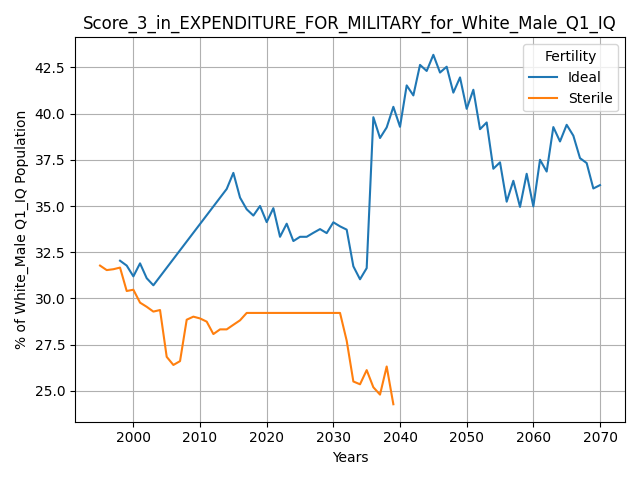 Score_3_in_EXPENDITURE_FOR_MILITARY_for_White_Male_Q1_IQ
Fertility
Ideal
Sterile
% of White_Male Q1_IQ Population
42.5
40.0
37.5
35.0
32.5
30.0
27.5
25.0
2000 2010 2020 2030 2040 2050 2060 2070
Years